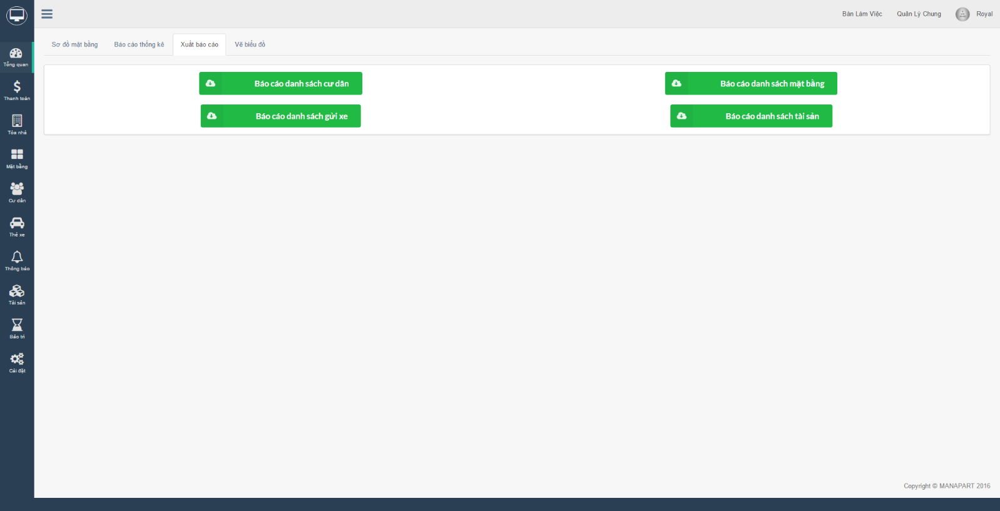 Bàn Làm Việc
Quản Lý Chung
Royal
Sơ đồ mặt bằng
Báo cáo thống kê
Xuất báo cáo
Vẽ biểu đồ
Báo cáo danh sách cư dân
Báo cáo danh sách mặt bằng
Báo cáo danh sách gửi xe
Báo cáo danh sách tài sản
Tổng quan
Thanh toán
Tòa nhà
Mặt bằng
Cư dân
Thẻ xe
Thông báo
Tài sản
Bảo trì
Cài đặt
Copyright © MANAPART 2016